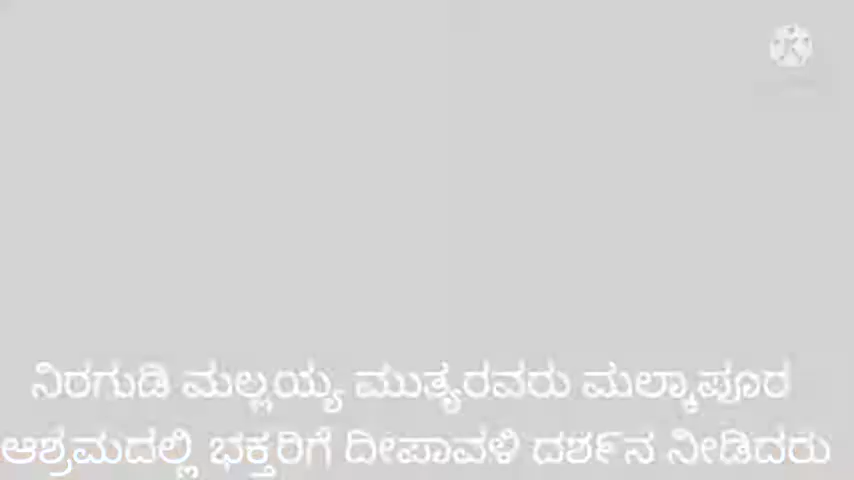 ನಿರಗುಡಿ ಮಲ್ಲಯ್ಯ ಮುತ್ಯರವರು ಮಲ್ಕಾಪೂರ
ಆಶ್ರಮದಲ್ಲಿ ಭಕ್ತರಿಗೆ ದೀಪಾವಳಿ ದರ್ಶನ ನೀಡಿದರು